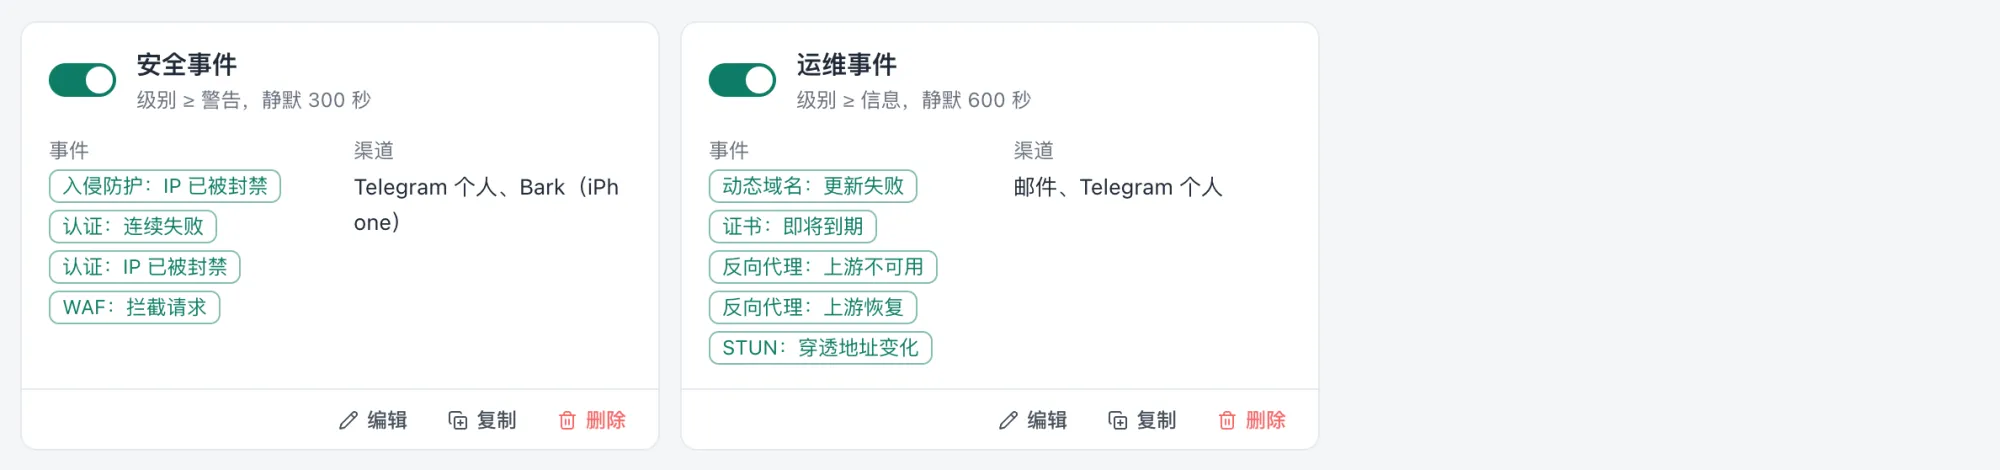 安全事件
级别 ≥ 警告，静默 300 秒
事件
入侵防护：IP 已被封禁
认证：连续失败
认证：IP 已被封禁
WAF：拦截请求
渠道
Telegram 个人、Bark（iPh
one）
编辑
复制
删除
运维事件
级别 ≥ 信息，静默 600 秒
事件
动态域名：更新失败
证书：即将到期
反向代理：上游不可用
反向代理：上游恢复
STUN：穿透地址变化
渠道
邮件、Telegram 个人
编辑
复制
删除